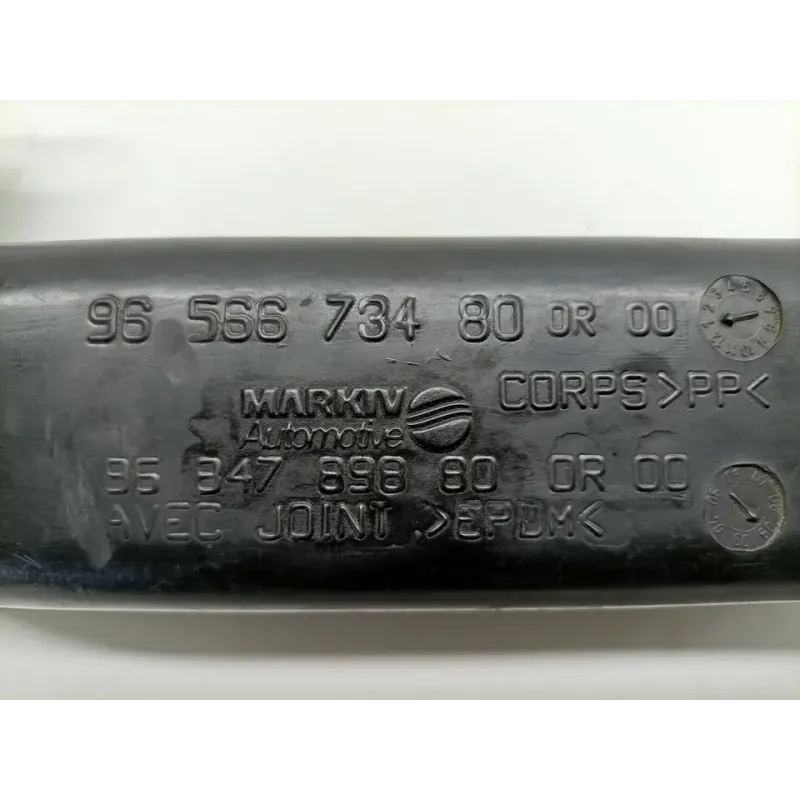 96 566 734 80 OR 00
MARKIV
Automotive
CORPS >PP<
96 847 898 80 OR 00
AVEC JOINT >EPDM<